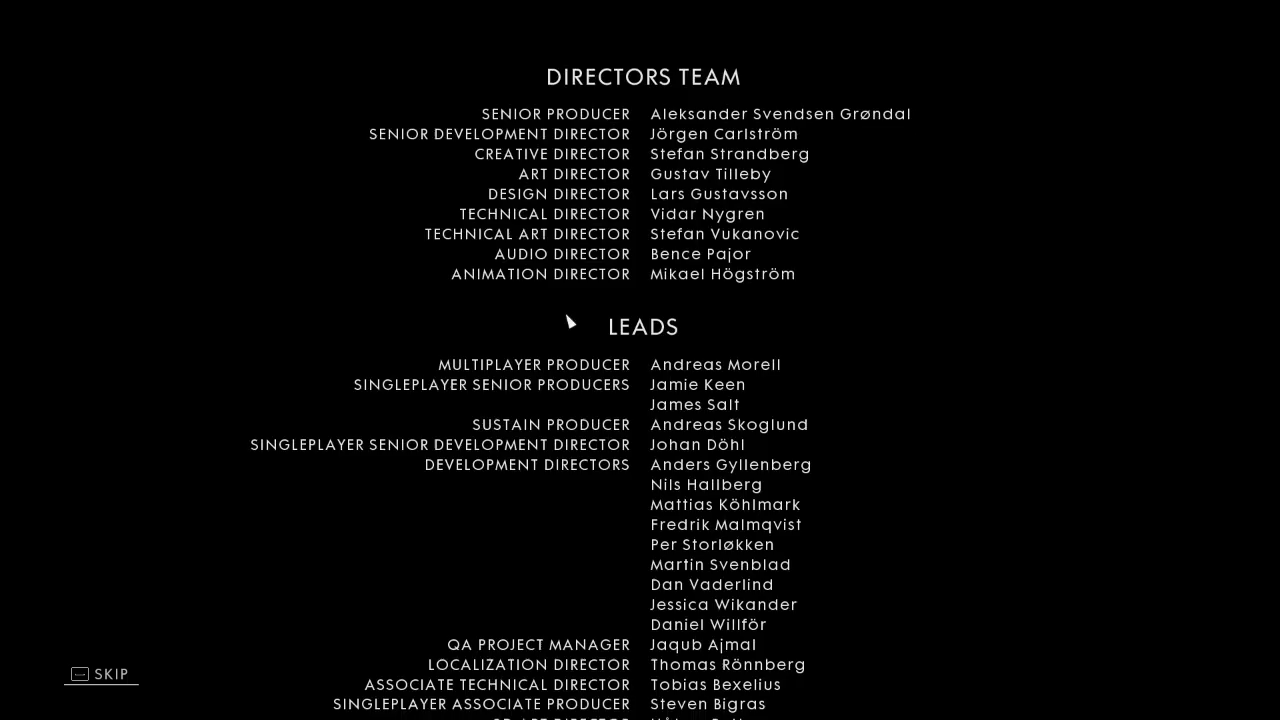 DIRECTORS TEAM
SENIOR PRODUCER Aleksander Svendsen Grøndal
SENIOR DEVELOPMENT DIRECTOR Jörgen Carlström
CREATIVE DIRECTOR Stefan Strandberg
ART DIRECTOR Gustav Tilleby
DESIGN DIRECTOR Lars Gustavsson
TECHNICAL DIRECTOR Vidar Nygren
TECHNICAL ART DIRECTOR Stefan Vukanovic
AUDIO DIRECTOR Bence Pajor
ANIMATION DIRECTOR Mikael Högström
LEADS
MULTIPLAYER PRODUCER Andreas Morell
SINGLEPLAYER SENIOR PRODUCERS Jamie Keen
James Salt
SUSTAIN PRODUCER Andreas Skoglund
SINGLEPLAYER SENIOR DEVELOPMENT DIRECTOR Johan Döhl
DEVELOPMENT DIRECTORS Anders Gyllenberg
Nils Hallberg
Mattias Köhlmark
Fredrik Malmqvist
Per Storløkken
Martin Svenblad
Dan Vaderlind
Jessica Wikander
Daniel Willför
QA PROJECT MANAGER Jaqub Ajmal
LOCALIZATION DIRECTOR Thomas Rönnberg
ASSOCIATE TECHNICAL DIRECTOR Tobias Bexelius
SINGLEPLAYER ASSOCIATE PRODUCER Steven Bigras
SKIP